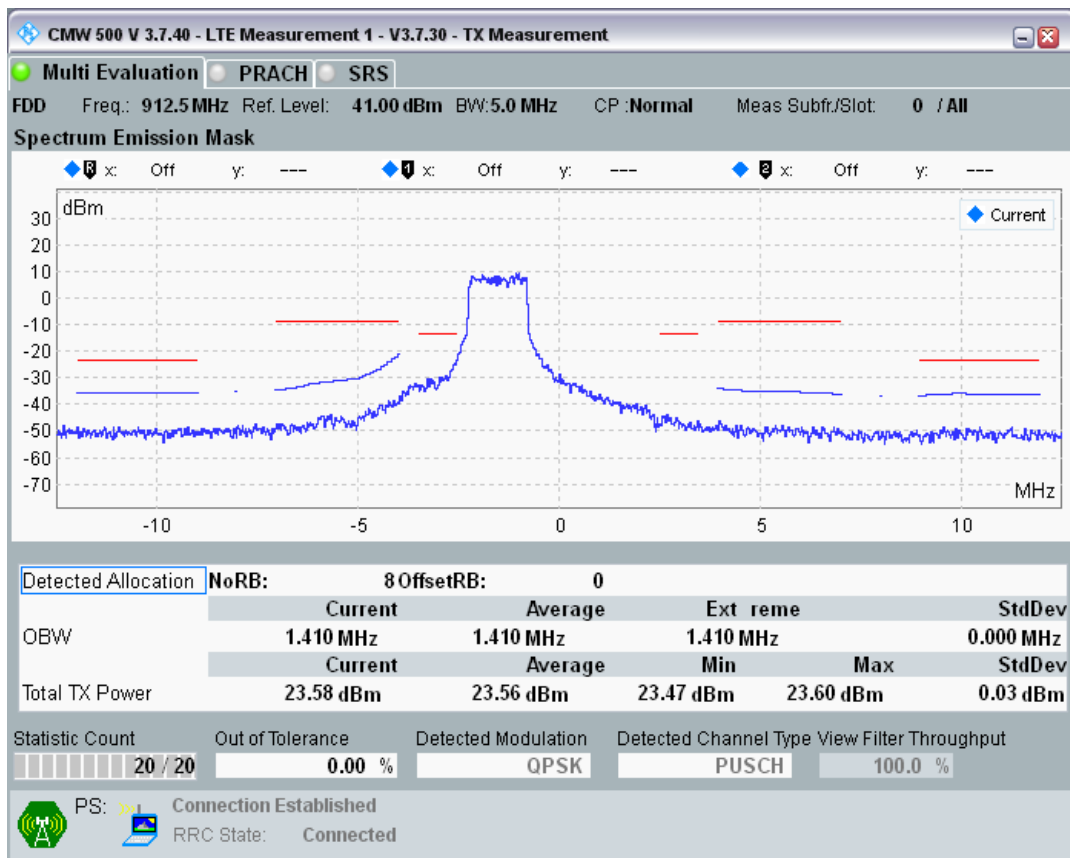 CMW 500 V 3.7.40 - LTE Measurement 1 - V3.7.30 - TX Measurement
Multi Evaluation PRACH SRS
FDD Freq.: 912.5 MHz Ref. Level: 41.00 dBm BW:5.0 MHz CP :Normal Meas Subfr./Slot: 0 / All
Spectrum Emission Mask
R x: Off y: --- 1 x: Off y: --- 2 x: Off y: ---
dBm
Current
30
20
10
0
-10
-20
-30
-40
-50
-60
-70
MHz
-10 -5 0 5 10
Detected Allocation NoRB: 8 OffsetRB: 0
Current Average Ext reme StdDev
OBW 1.410 MHz 1.410 MHz 1.410 MHz 0.000 MHz
Current Average Min Max StdDev
Total TX Power 23.58 dBm 23.56 dBm 23.47 dBm 23.60 dBm 0.03 dBm
Statistic Count Out of Tolerance Detected Modulation Detected Channel Type View Filter Throughput
20 / 20 0.00 % QPSK PUSCH 100.0 %
PS: Connection Established
RRC State: Connected